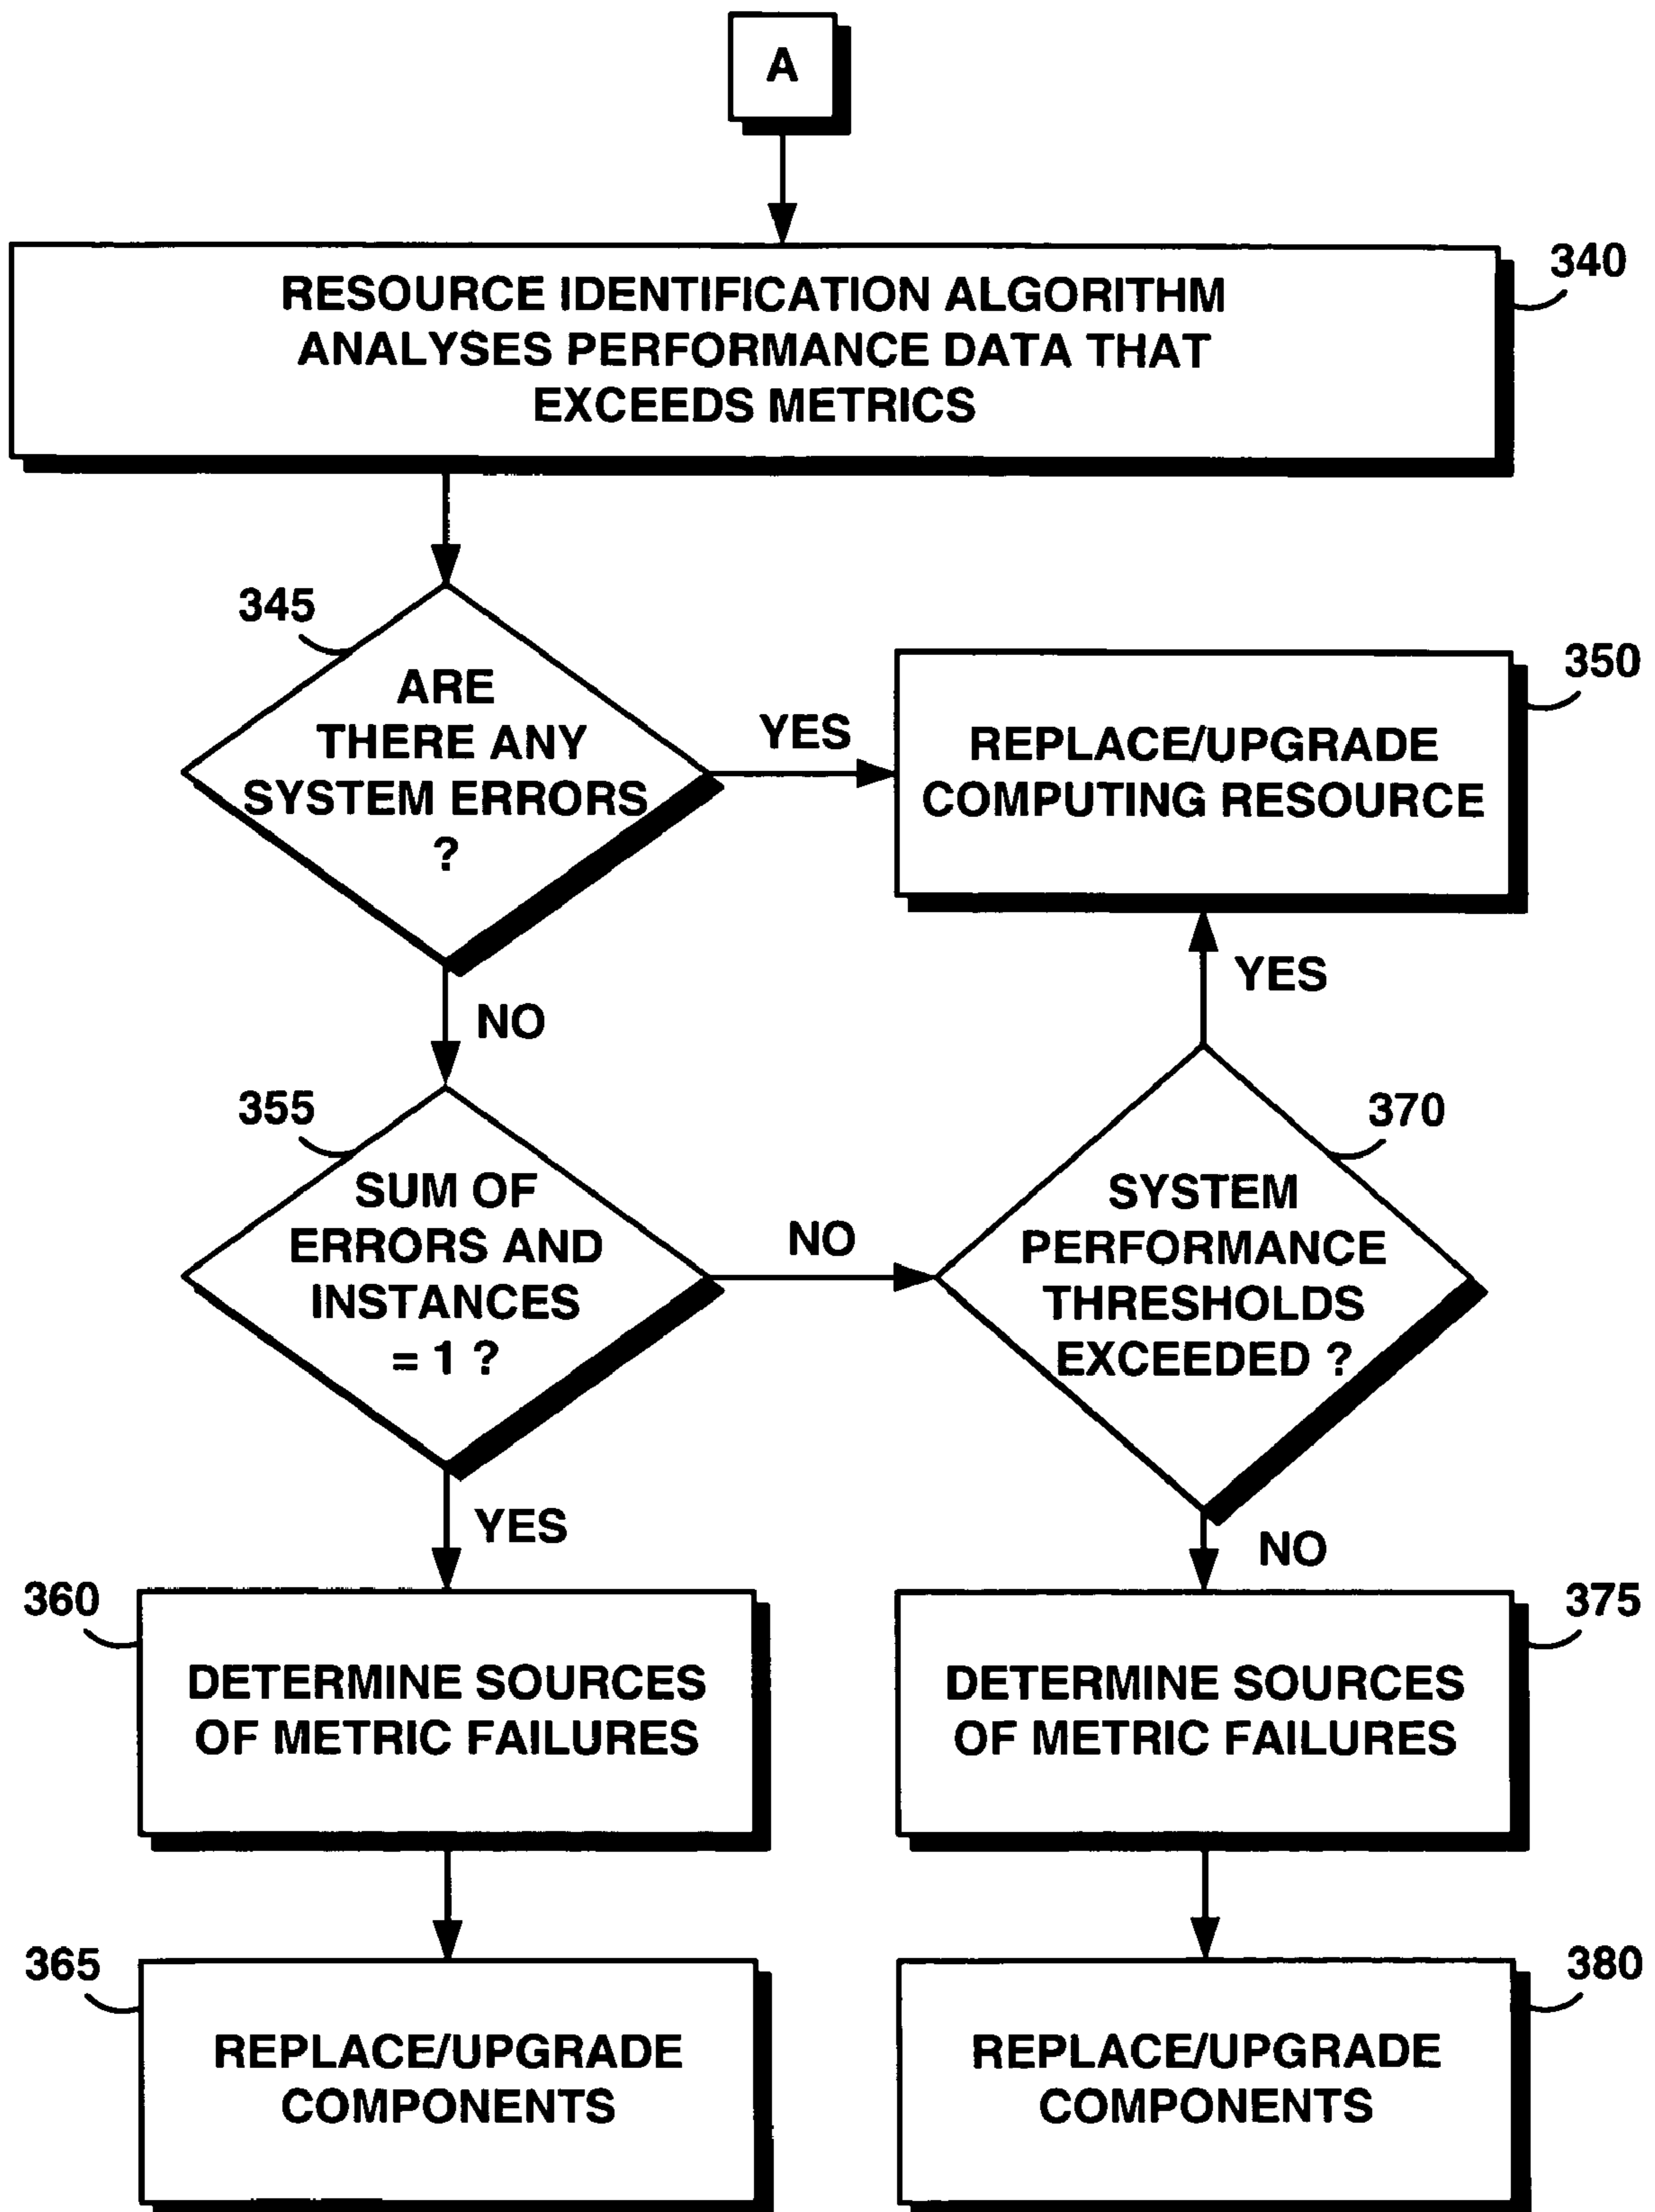 A
340
RESOURCE IDENTIFICATION ALGORITHM
ANALYSES PERFORMANCE DATA THAT
EXCEEDS METRICS
345
ARE
THERE ANY
SYSTEM ERRORS
?
YES
350
REPLACE/UPGRADE
COMPUTING RESOURCE
NO
YES
355
SUM OF
ERRORS AND
INSTANCES
= 1 ?
NO
370
SYSTEM
PERFORMANCE
THRESHOLDS
EXCEEDED ?
YES
NO
360
DETERMINE SOURCES
OF METRIC FAILURES
375
DETERMINE SOURCES
OF METRIC FAILURES
365
REPLACE/UPGRADE
COMPONENTS
380
REPLACE/UPGRADE
COMPONENTS